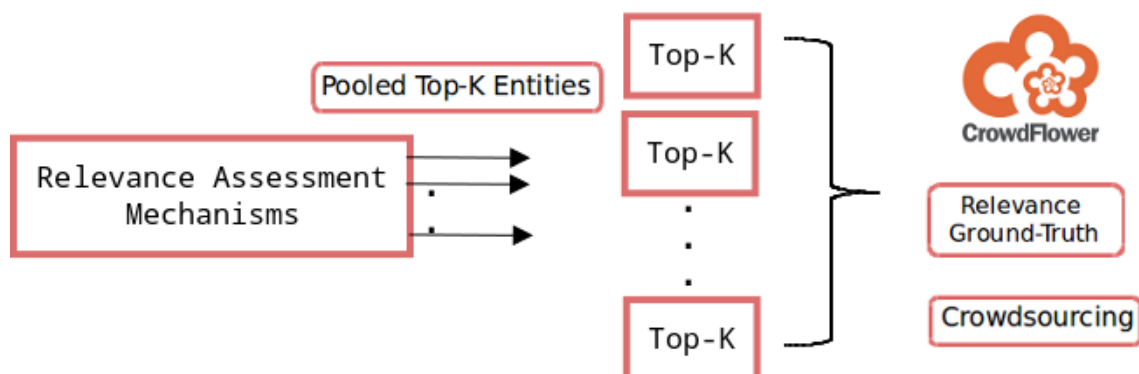 Pooled Top-K Entities
Relevance Assessment
Mechanisms
Top-K
Top-K
Top-K
CrowdFlower
Relevance
Ground-Truth
Crowdsourcing